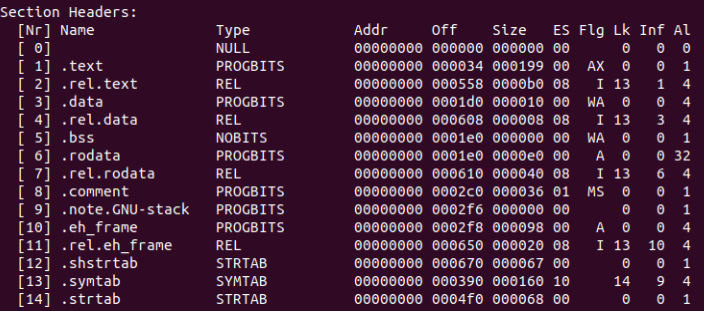 Section Headers:
  [Nr] Name              Type            Addr     Off    Size   ES Flg Lk Inf Al
  [ 0]                   NULL            00000000 000000 000000 00      0   0  0
  [ 1] .text             PROGBITS        00000000 000034 000199 00  AX  0   0  1
  [ 2] .rel.text         REL             00000000 000558 0000b0 08   I 13   1  4
  [ 3] .data             PROGBITS        00000000 0001d0 000010 00  WA  0   0  4
  [ 4] .rel.data         REL             00000000 000608 000008 08   I 13   3  4
  [ 5] .bss              NOBITS          00000000 0001e0 000000 00  WA  0   0  1
  [ 6] .rodata           PROGBITS        00000000 0001e0 0000e0 00   A  0   0 32
  [ 7] .rel.rodata       REL             00000000 000610 000040 08   I 13   6  4
  [ 8] .comment          PROGBITS        00000000 0002c0 000036 01  MS  0   0  1
  [ 9] .note.GNU-stack   PROGBITS        00000000 0002f6 000000 00      0   0  1
  [10] .eh_frame         PROGBITS        00000000 0002f8 000098 00   A  0   0  4
  [11] .rel.eh_frame     REL             00000000 000650 000020 08   I 13  10  4
  [12] .shstrtab         STRTAB          00000000 000670 000067 00      0   0  1
  [13] .symtab           SYMTAB          00000000 000390 000160 10     14   9  4
  [14] .strtab           STRTAB          00000000 0004f0 000068 00      0   0  1